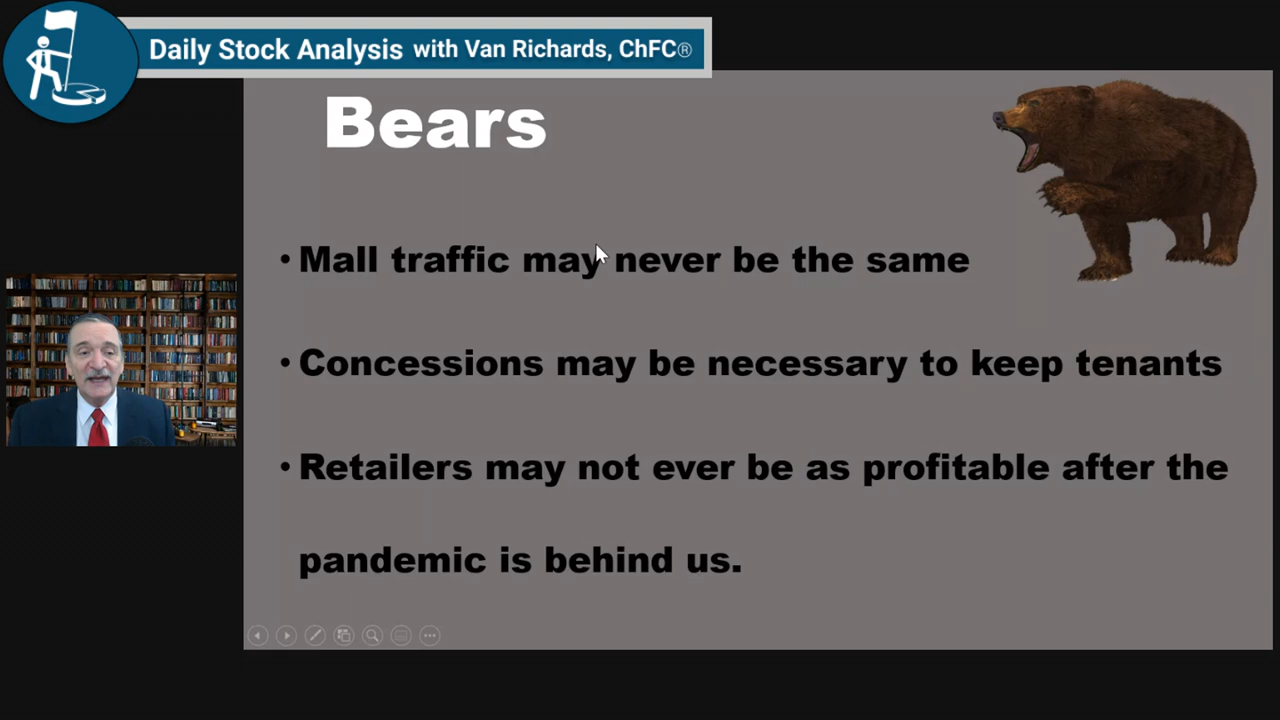 Daily Stock Analysis with Van Richards, ChFC®
Bears
• Mall traffic may never be the same
• Concessions may be necessary to keep tenants
• Retailers may not ever be as profitable after the
pandemic is behind us.